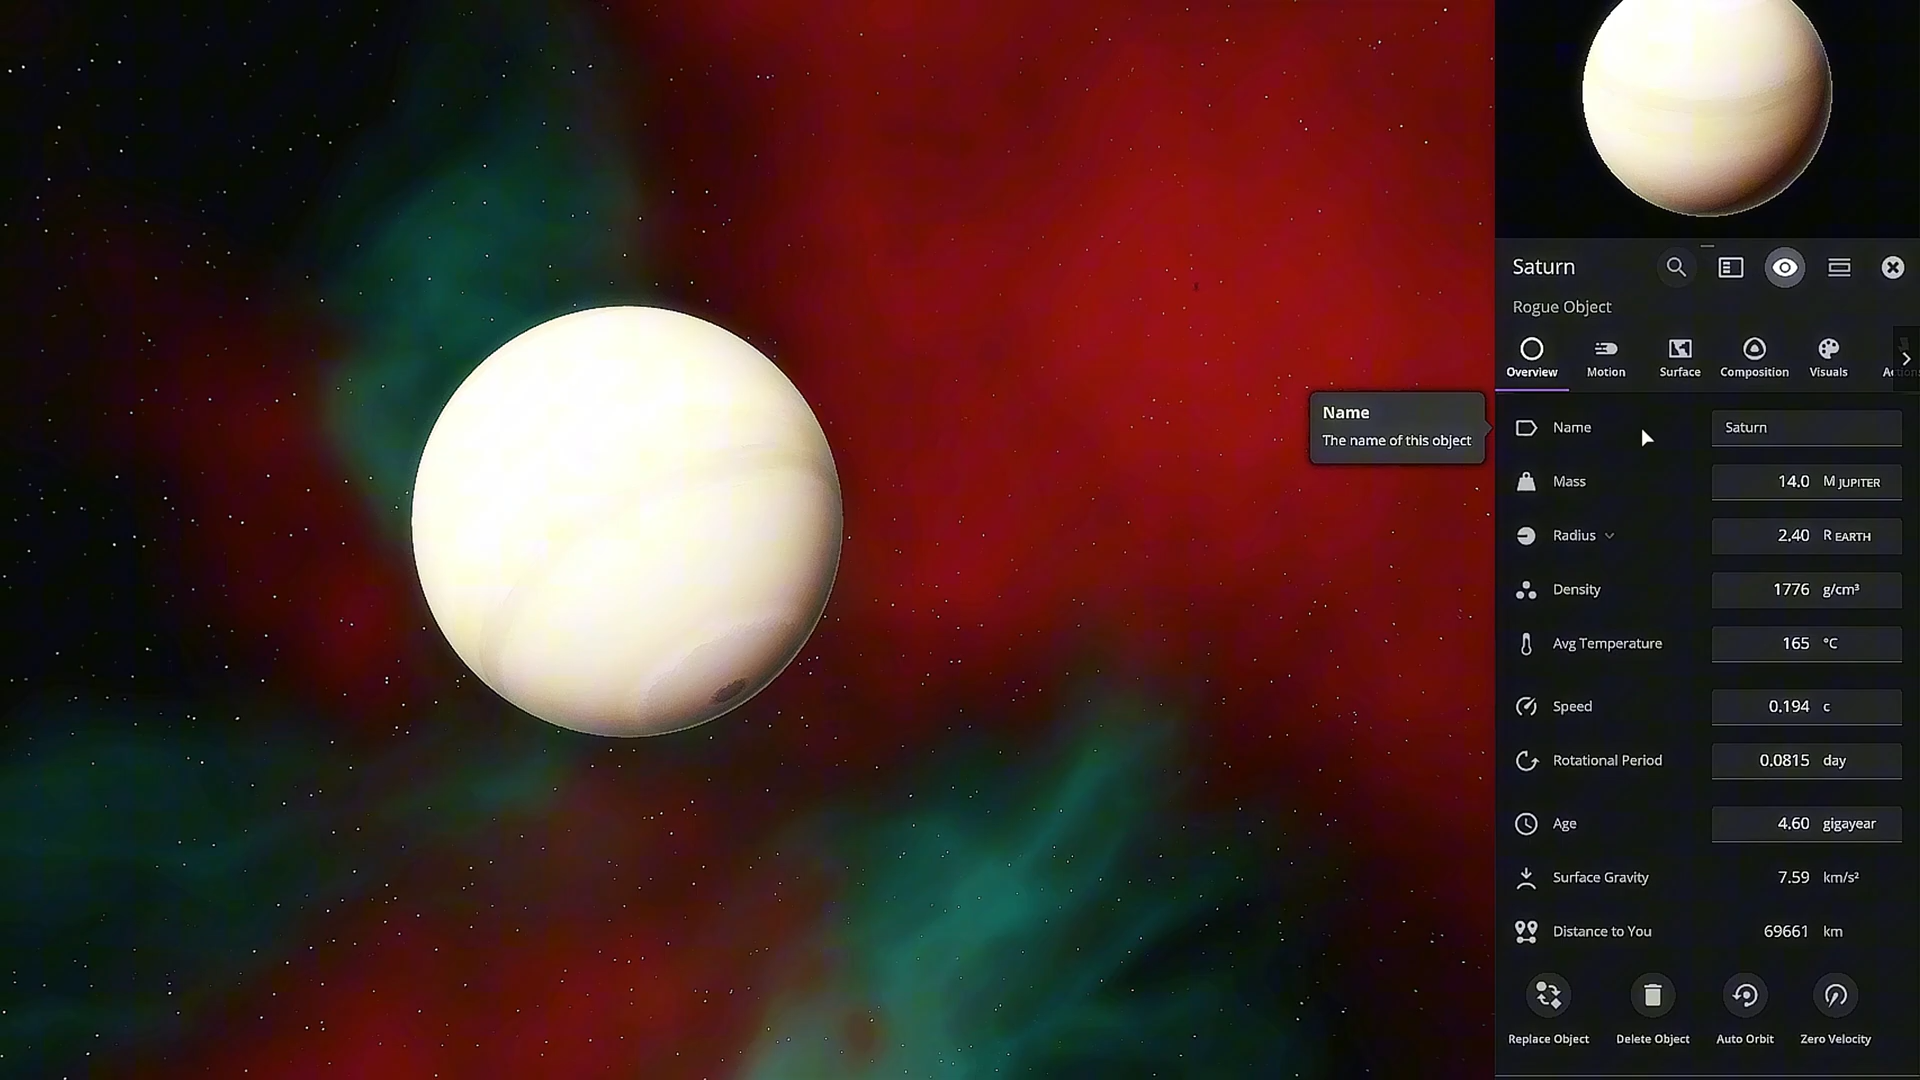 Saturn
Rogue Object
Overview
Motion
Surface
Composition
Visuals
Name
The name of this object
Name Saturn
Mass 14.0 M JUPITER
Radius 2.40 R EARTH
Density 1776 g/cm³
Avg Temperature 165 °C
Speed 0.194 c
Rotational Period 0.0815 day
Age 4.60 gigayear
Surface Gravity 7.59 km/s²
Distance to You 69661 km
Replace Object
Delete Object
Auto Orbit
Zero Velocity